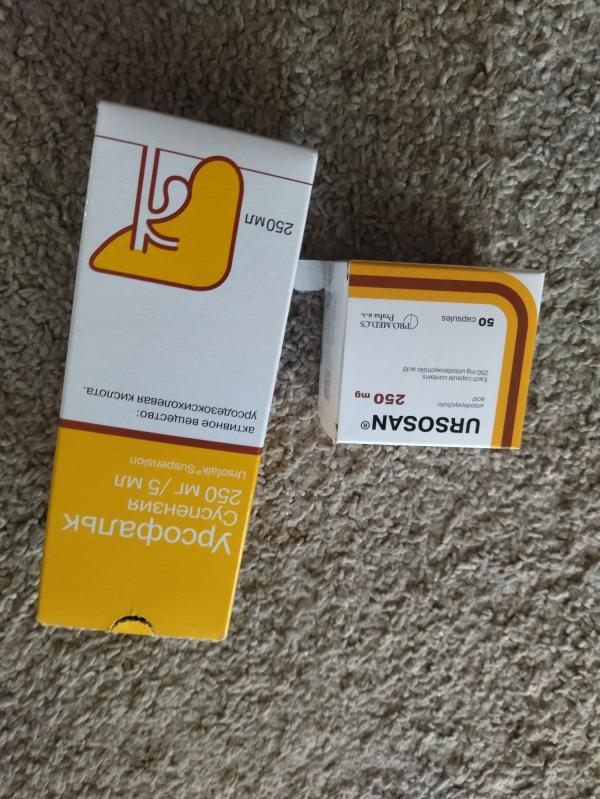 Урсофальк
Суспензия
250 мг/5 мл
Ursofalk® Suspension
активное вещество:
урсодезоксихолевая кислота.
250 мл
URSOSAN®
ursodeoxycholic
acid
250 mg
Each capsule contains
250 mg ursodeoxycholic acid
PRO.MED.CS
Praha a.s.
50 capsules